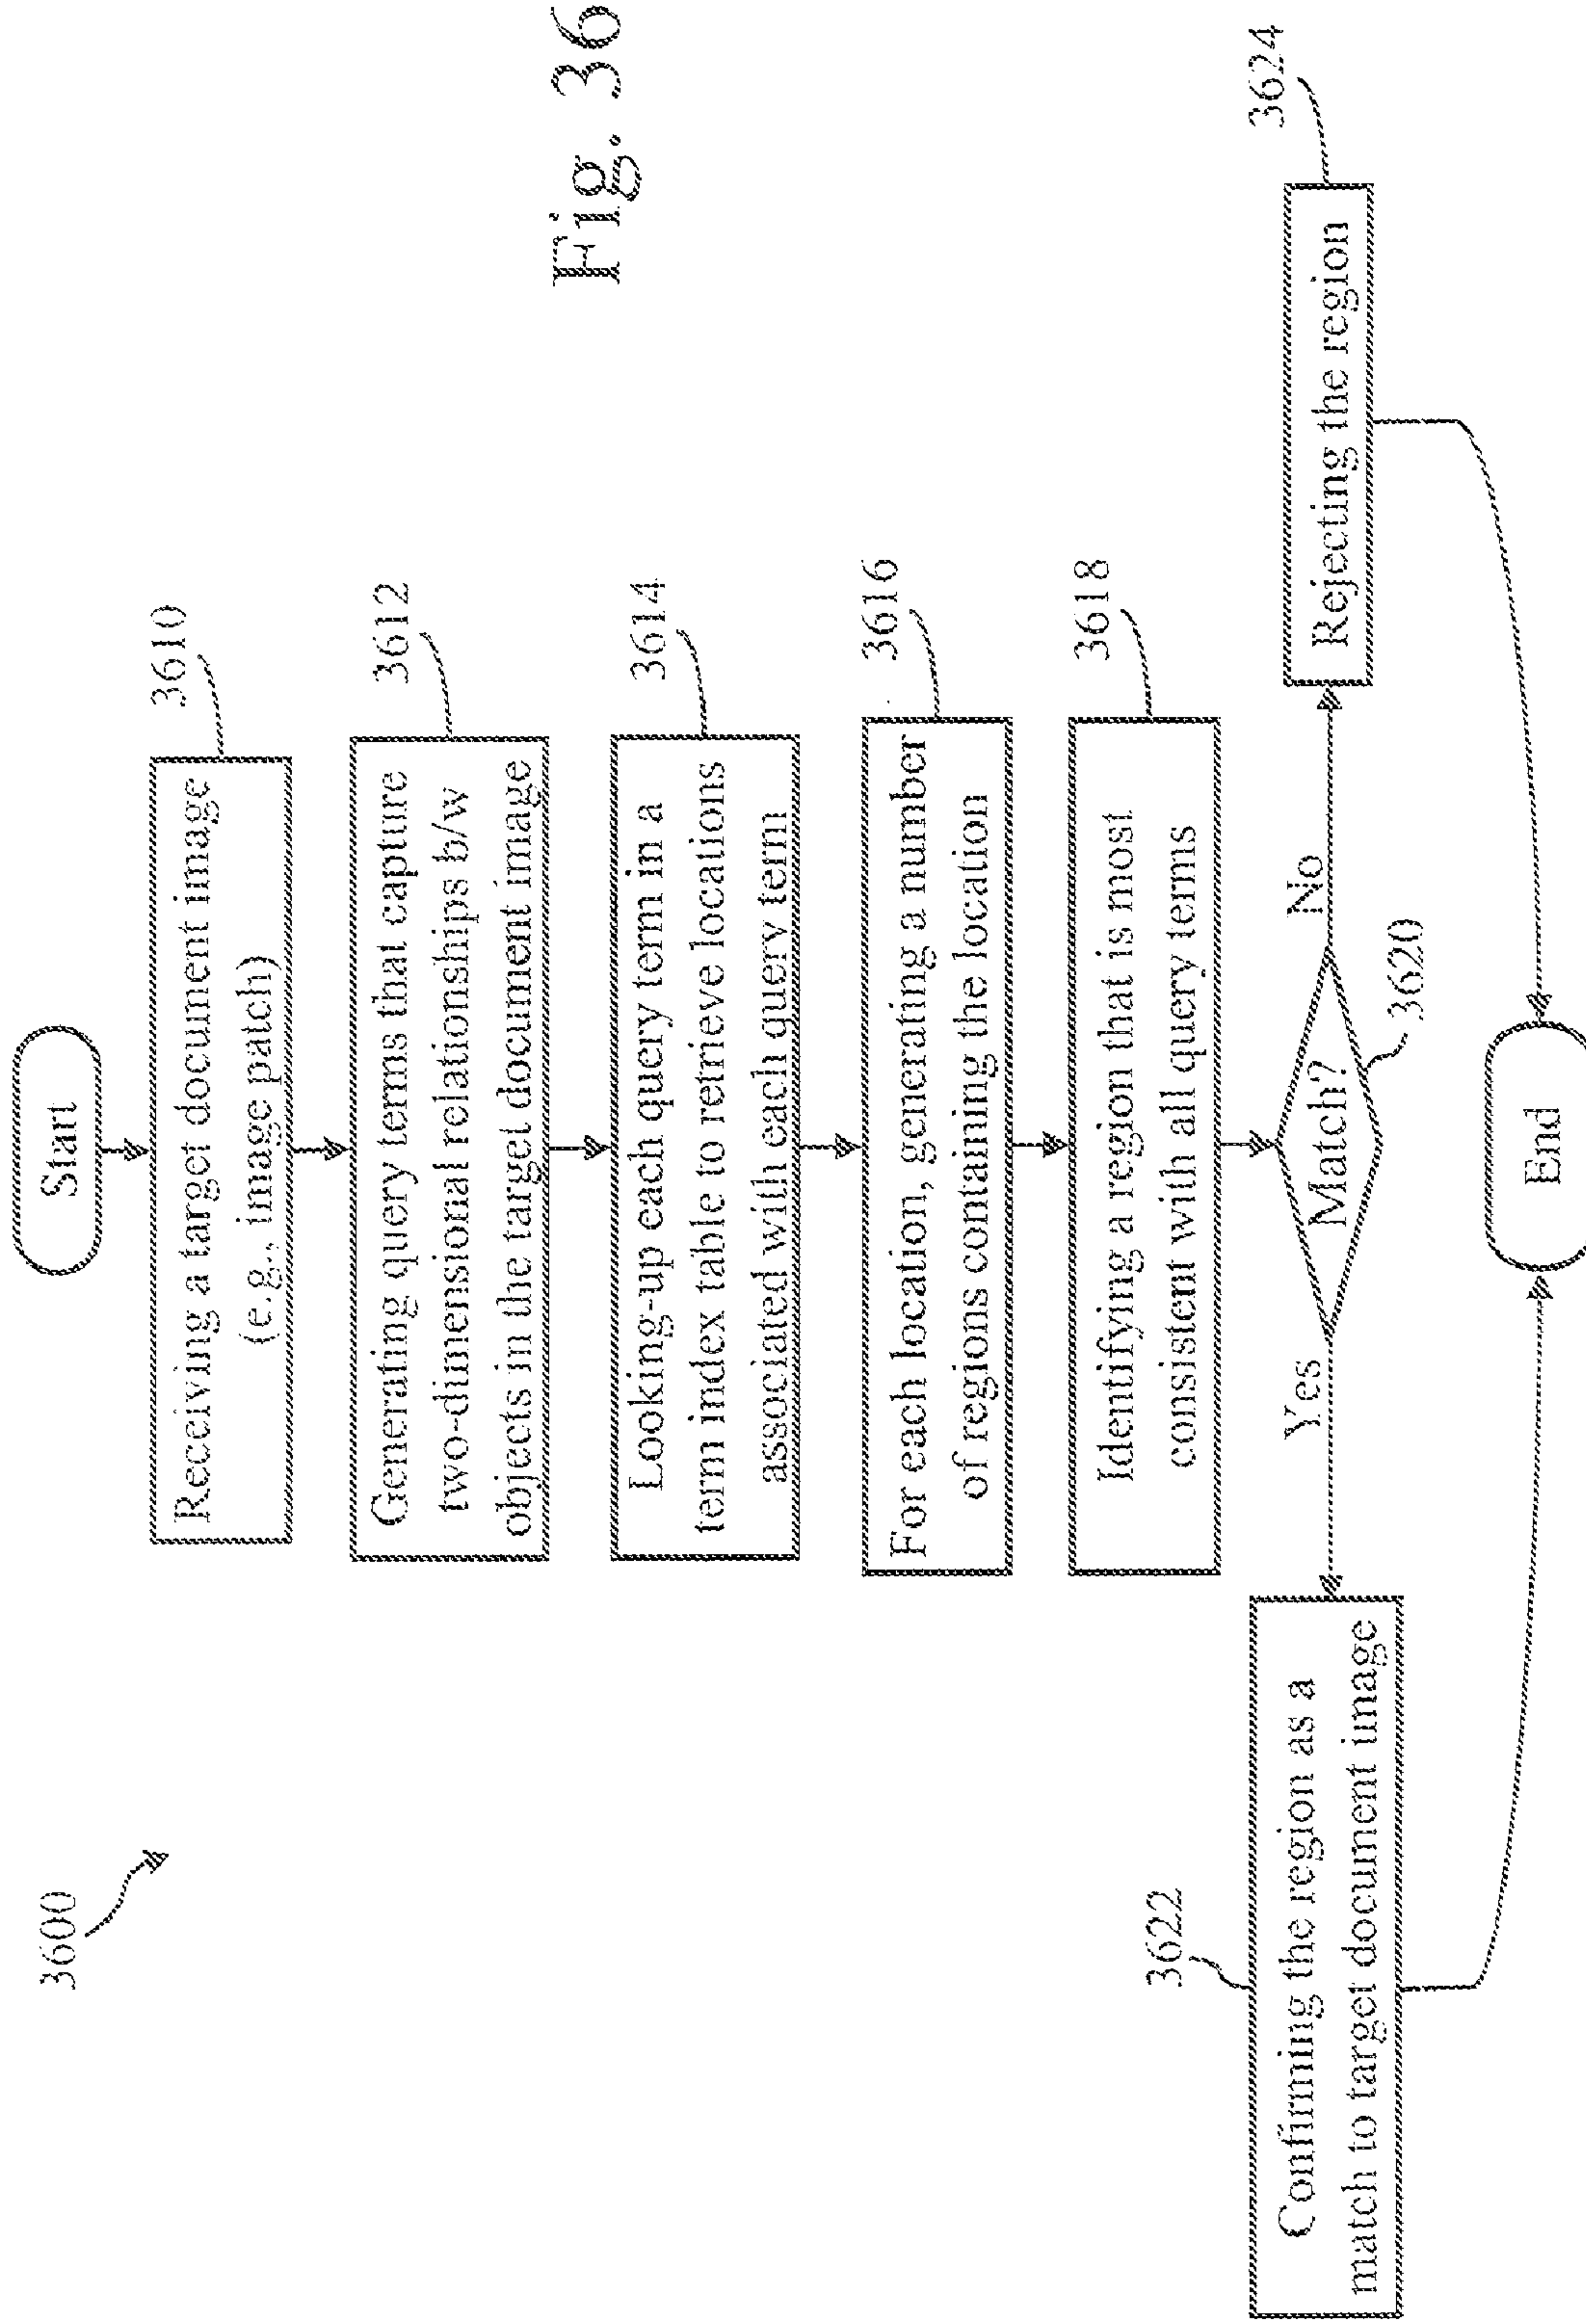 3600
Start
3610
Receiving a target document image
(e.g., image patch)
3612
Generating query terms that capture
two-dimensional relationships b/w
objects in the target document image
3614
Looking-up each query term in a
term index table to retrieve locations
associated with each query term
3616
For each location, generating a number
of regions containing the location
3618
Identifying a region that is most
consistent with all query terms
Yes
Match?
No
3620
3622
Confirming the region as a
match to target document image
3624
Rejecting the region
End
Fig. 36